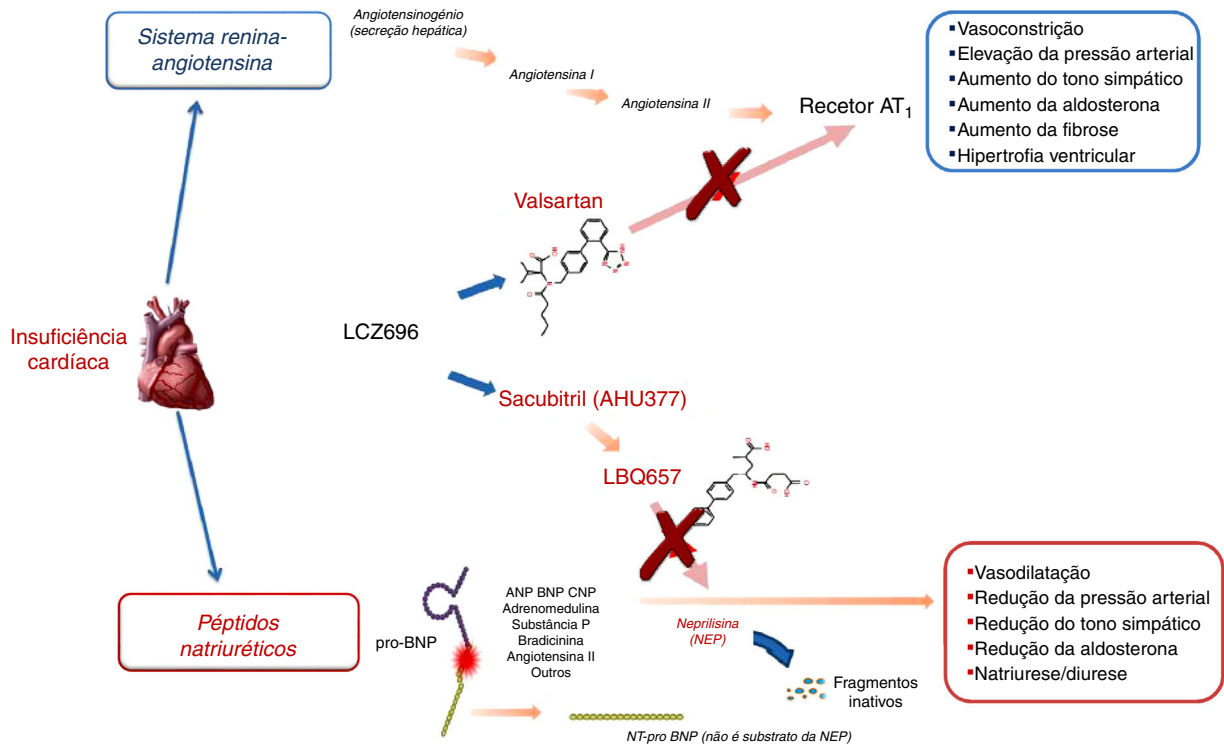 Sistema renina-
angiotensina
Angiotensinogénio
(secreção hepática)
Angiotensina I
Angiotensina II
Recetor AT1
▪Vasoconstrição
▪Elevação da pressão arterial
▪Aumento do tono simpático
▪Aumento da aldosterona
▪Aumento da fibrose
▪Hipertrofia ventricular
Valsartan
Insuficiência
cardíaca
LCZ696
Sacubitril (AHU377)
LBQ657
Péptidos
natriuréticos
pro-BNP
ANP BNP CNP
Adrenomedulina
Substância P
Bradicinina
Angiotensina II
Outros
Neprilisina
(NEP)
Fragmentos
inativos
▪Vasodilatação
▪Redução da pressão arterial
▪Redução do tono simpático
▪Redução da aldosterona
▪Natriurese/diurese
NT-pro BNP (não é substrato da NEP)